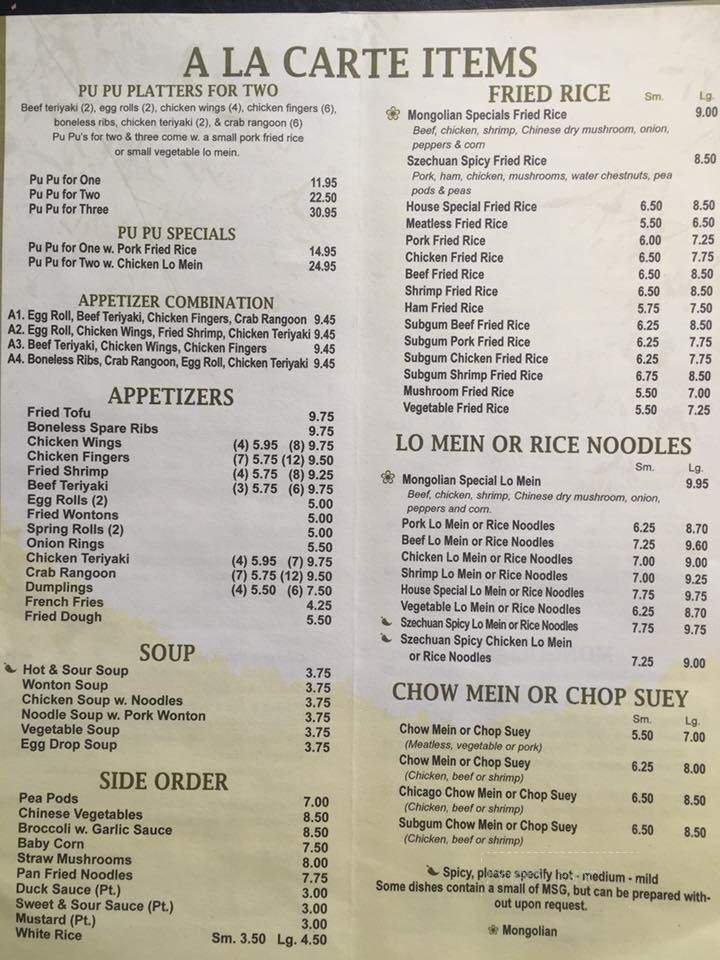 A LA CARTE ITEMS
PU PU PLATTERS FOR TWO
Beef teriyaki (2), egg rolls (2), chicken wings (4), chicken fingers (6),
boneless ribs, chicken teriyaki (2), & crab rangoon (6)
Pu Pu's for two & three come w. a small pork fried rice
or small vegetable lo mein.
Pu Pu for One 11.95
Pu Pu for Two 22.50
Pu Pu for Three 30.95
PU PU SPECIALS
Pu Pu for One w. Pork Fried Rice 14.95
Pu Pu for Two w. Chicken Lo Mein 24.95
APPETIZER COMBINATION
A1. Egg Roll, Beef Teriyaki, Chicken Fingers, Crab Rangoon 9.45
A2. Egg Roll, Chicken Wings, Fried Shrimp, Chicken Teriyaki 9.45
A3. Beef Teriyaki, Chicken Wings, Chicken Fingers 9.45
A4. Boneless Ribs, Crab Rangoon, Egg Roll, Chicken Teriyaki 9.45
APPETIZERS
Fried Tofu 9.75
Boneless Spare Ribs 9.75
Chicken Wings (4) 5.95 (8) 9.75
Chicken Fingers (7) 5.75 (12) 9.50
Fried Shrimp (4) 5.75 (8) 9.25
Beef Teriyaki (3) 5.75 (6) 9.75
Egg Rolls (2) 5.00
Fried Wontons 5.00
Spring Rolls (2) 5.00
Onion Rings 5.50
Chicken Teriyaki (4) 5.95 (7) 9.75
Crab Rangoon (7) 5.75 (12) 9.50
Dumplings (4) 5.50 (6) 7.50
French Fries 4.25
Fried Dough 5.50
SOUP
Hot & Sour Soup 3.75
Wonton Soup 3.75
Chicken Soup w. Noodles 3.75
Noodle Soup w. Pork Wonton 3.75
Vegetable Soup 3.75
Egg Drop Soup 3.75
SIDE ORDER
Pea Pods 7.00
Chinese Vegetables 8.50
Broccoli w. Garlic Sauce 8.50
Baby Corn 7.50
Straw Mushrooms 8.00
Pan Fried Noodles 7.75
Duck Sauce (Pt.) 3.00
Sweet & Sour Sauce (Pt.) 3.00
Mustard (Pt.) 3.00
White Rice Sm. 3.50 Lg. 4.50
FRIED RICE Sm. Lg.
Mongolian Specials Fried Rice 9.00
Beef, chicken, shrimp, Chinese dry mushroom, onion,
peppers & corn
Szechuan Spicy Fried Rice 8.50
Pork, ham, chicken, mushrooms, water chestnuts, pea
pods & peas
House Special Fried Rice 6.50 8.50
Meatless Fried Rice 5.50 6.50
Pork Fried Rice 6.00 7.25
Chicken Fried Rice 6.50 7.75
Beef Fried Rice 6.50 8.50
Shrimp Fried Rice 6.50 8.50
Ham Fried Rice 5.75 7.50
Subgum Beef Fried Rice 6.25 8.50
Subgum Pork Fried Rice 6.25 7.75
Subgum Chicken Fried Rice 6.25 7.75
Subgum Shrimp Fried Rice 6.75 8.50
Mushroom Fried Rice 5.50 7.00
Vegetable Fried Rice 5.50 7.25
LO MEIN OR RICE NOODLES
Sm. Lg.
Mongolian Special Lo Mein 9.95
Beef, chicken, shrimp, Chinese dry mushroom, onion,
peppers and corn.
Pork Lo Mein or Rice Noodles 6.25 8.70
Beef Lo Mein or Rice Noodles 7.25 9.60
Chicken Lo Mein or Rice Noodles 7.00 9.00
Shrimp Lo Mein or Rice Noodles 7.00 9.25
House Special Lo Mein or Rice Noodles 7.75 9.75
Vegetable Lo Mein or Rice Noodles 6.25 8.70
Szechuan Spicy Lo Mein or Rice Noodles 7.75 9.75
Szechuan Spicy Chicken Lo Mein
or Rice Noodles 7.25 9.00
CHOW MEIN OR CHOP SUEY
Sm. Lg.
Chow Mein or Chop Suey 5.50 7.00
(Meatless, vegetable or pork)
Chow Mein or Chop Suey 6.25 8.00
(Chicken, beef or shrimp)
Chicago Chow Mein or Chop Suey 6.50 8.50
(Chicken, beef or shrimp)
Subgum Chow Mein or Chop Suey 6.50 8.50
(Chicken, beef or shrimp)
Spicy, please specify hot - medium - mild
Some dishes contain a small of MSG, but can be prepared with-
out upon request.
Mongolian